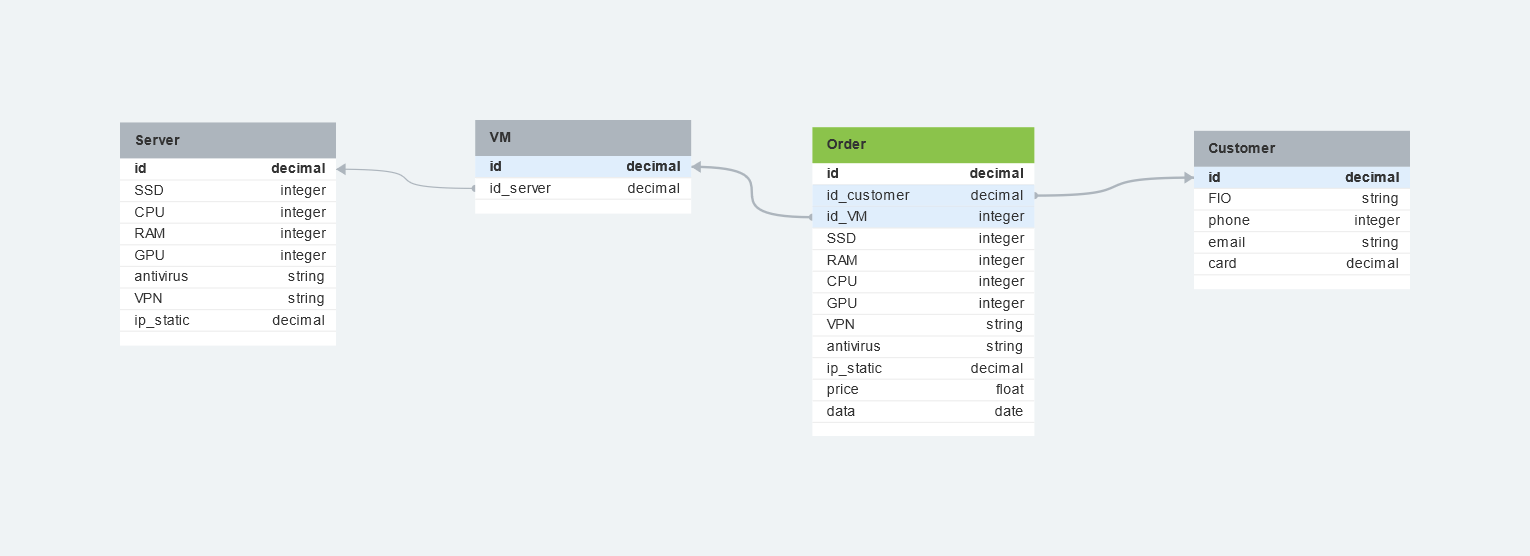 Server
id decimal
SSD integer
CPU integer
RAM integer
GPU integer
antivirus string
VPN string
ip_static decimal
VM
id decimal
id_server decimal
Order
id decimal
id_customer decimal
id_VM integer
SSD integer
RAM integer
CPU integer
GPU integer
VPN string
antivirus string
ip_static decimal
price float
data date
Customer
id decimal
FIO string
phone integer
email string
card decimal